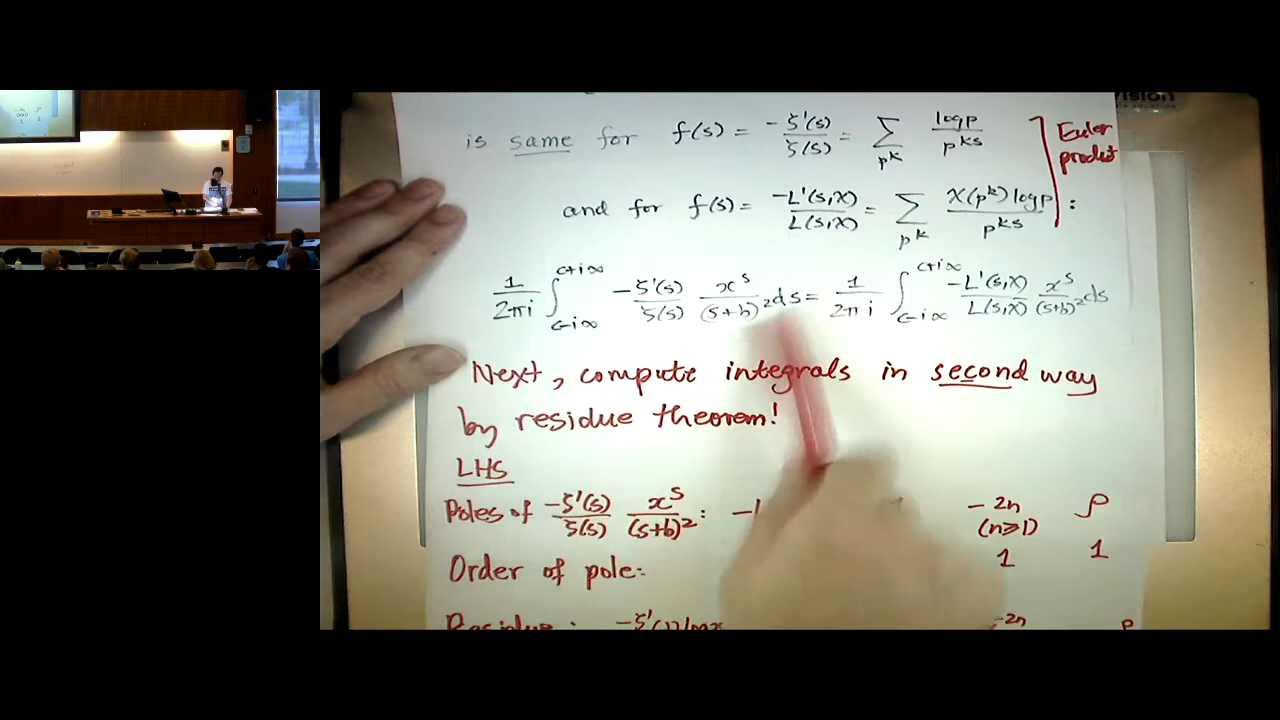 vision
is same for f(s) = -ζ'(s)/ζ(s) = Σ_{p^k} log p / p^{ks}
Euler product
and for f(s) = -L'(s,χ)/L(s,χ) = Σ_{p^k} χ(p^k) log p / p^{ks} :
1/2πi ∫_{c-i∞}^{c+i∞} -ζ'(s)/ζ(s) x^s/(s+b)^2 ds = 1/2πi ∫_{c-i∞}^{c+i∞} -L'(s,χ)/L(s,χ) x^s/(s+b)^2 ds
Next, compute integrals in second way
by residue theorem!
LHS
Poles of -ζ'(s)/ζ(s) x^s/(s+b)^2 : -2n (n≥1) ρ
Order of pole: 1 1